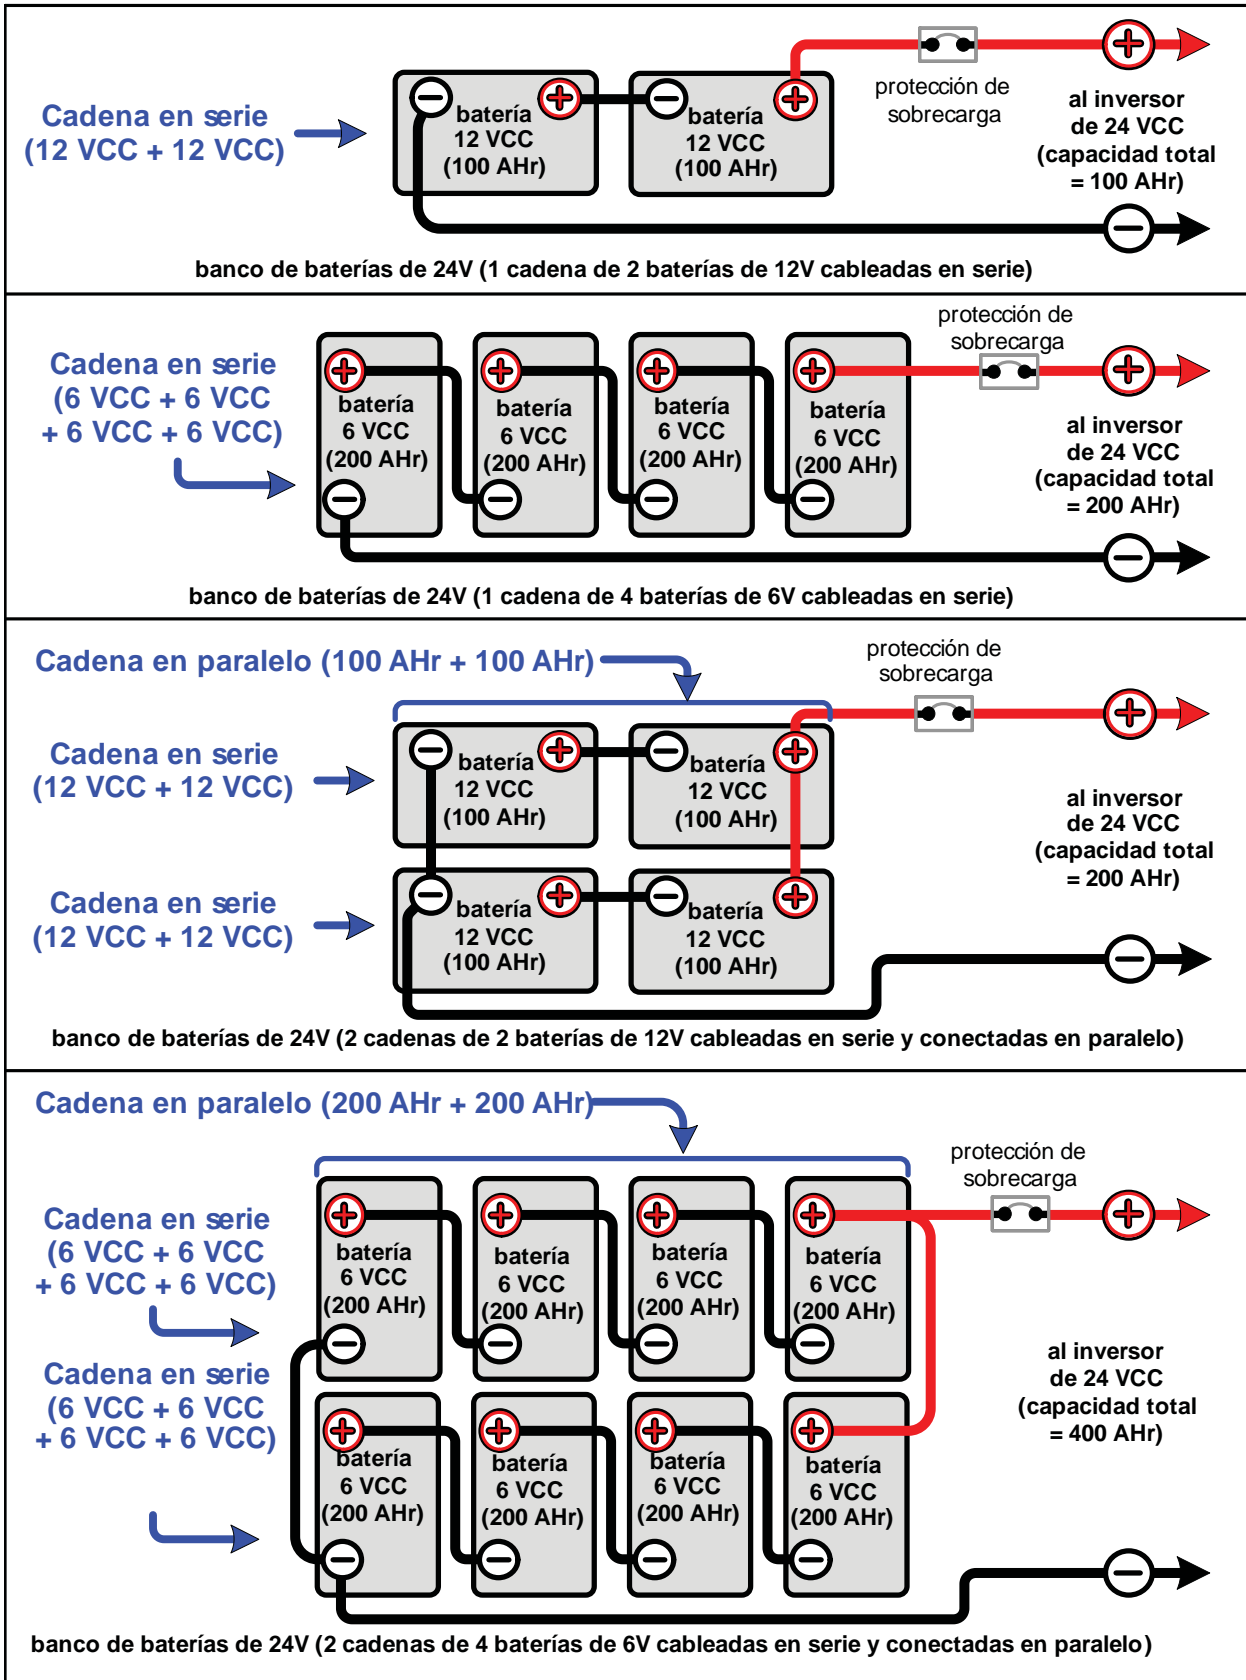 Cadena en serie
(12 VCC + 12 VCC)
batería
12 VCC
(100 AHr)
batería
12 VCC
(100 AHr)
protección de
sobrecarga
al inversor
de 24 VCC
(capacidad total
= 100 AHr)
banco de baterías de 24V (1 cadena de 2 baterías de 12V cableadas en serie)
Cadena en serie
(6 VCC + 6 VCC
+ 6 VCC + 6 VCC)
batería
6 VCC
(200 AHr)
batería
6 VCC
(200 AHr)
batería
6 VCC
(200 AHr)
batería
6 VCC
(200 AHr)
protección de
sobrecarga
al inversor
de 24 VCC
(capacidad total
= 200 AHr)
banco de baterías de 24V (1 cadena de 4 baterías de 6V cableadas en serie)
Cadena en paralelo (100 AHr + 100 AHr)
protección de
sobrecarga
Cadena en serie
(12 VCC + 12 VCC)
batería
12 VCC
(100 AHr)
batería
12 VCC
(100 AHr)
al inversor
de 24 VCC
(capacidad total
= 200 AHr)
Cadena en serie
(12 VCC + 12 VCC)
batería
12 VCC
(100 AHr)
batería
12 VCC
(100 AHr)
banco de baterías de 24V (2 cadenas de 2 baterías de 12V cableadas en serie y conectadas en paralelo)
Cadena en paralelo (200 AHr + 200 AHr)
protección de
sobrecarga
Cadena en serie
(6 VCC + 6 VCC
+ 6 VCC + 6 VCC)
batería
6 VCC
(200 AHr)
batería
6 VCC
(200 AHr)
batería
6 VCC
(200 AHr)
batería
6 VCC
(200 AHr)
al inversor
de 24 VCC
(capacidad total
= 400 AHr)
Cadena en serie
(6 VCC + 6 VCC
+ 6 VCC + 6 VCC)
batería
6 VCC
(200 AHr)
batería
6 VCC
(200 AHr)
batería
6 VCC
(200 AHr)
batería
6 VCC
(200 AHr)
banco de baterías de 24V (2 cadenas de 4 baterías de 6V cableadas en serie y conectadas en paralelo)